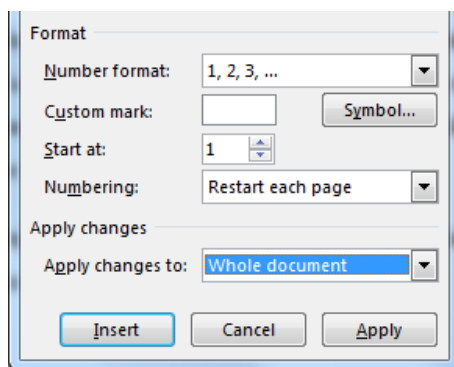 Format
Number format: 1, 2, 3, ...
Custom mark: Symbol...
Start at: 1
Numbering: Restart each page
Apply changes
Apply changes to: Whole document
Insert Cancel Apply